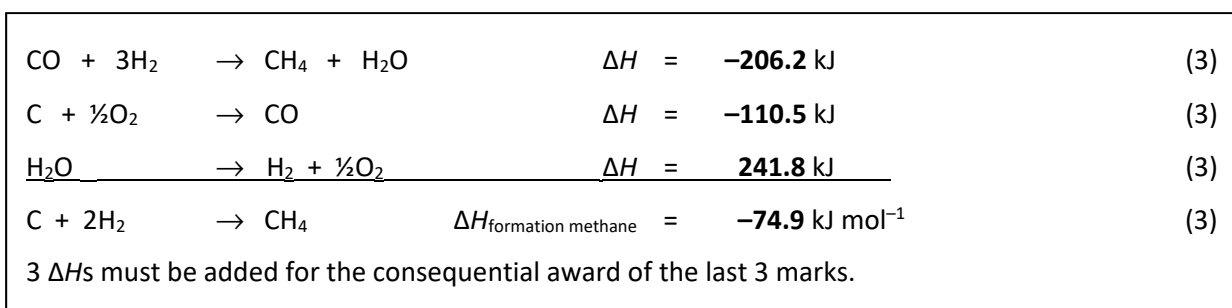 CO + 3H₂ → CH₄ + H₂O ΔH = –206.2 kJ (3)
C + ½O₂ → CO ΔH = –110.5 kJ (3)
H₂O → H₂ + ½O₂ ΔH = 241.8 kJ (3)
C + 2H₂ → CH₄ ΔH formation methane = –74.9 kJ mol⁻¹ (3)
3 ΔHs must be added for the consequential award of the last 3 marks.